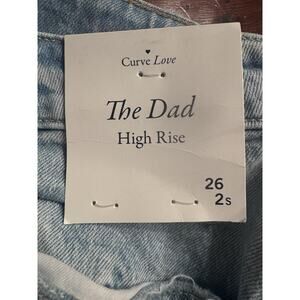 Curve Love
The Dad
High Rise
26
2s